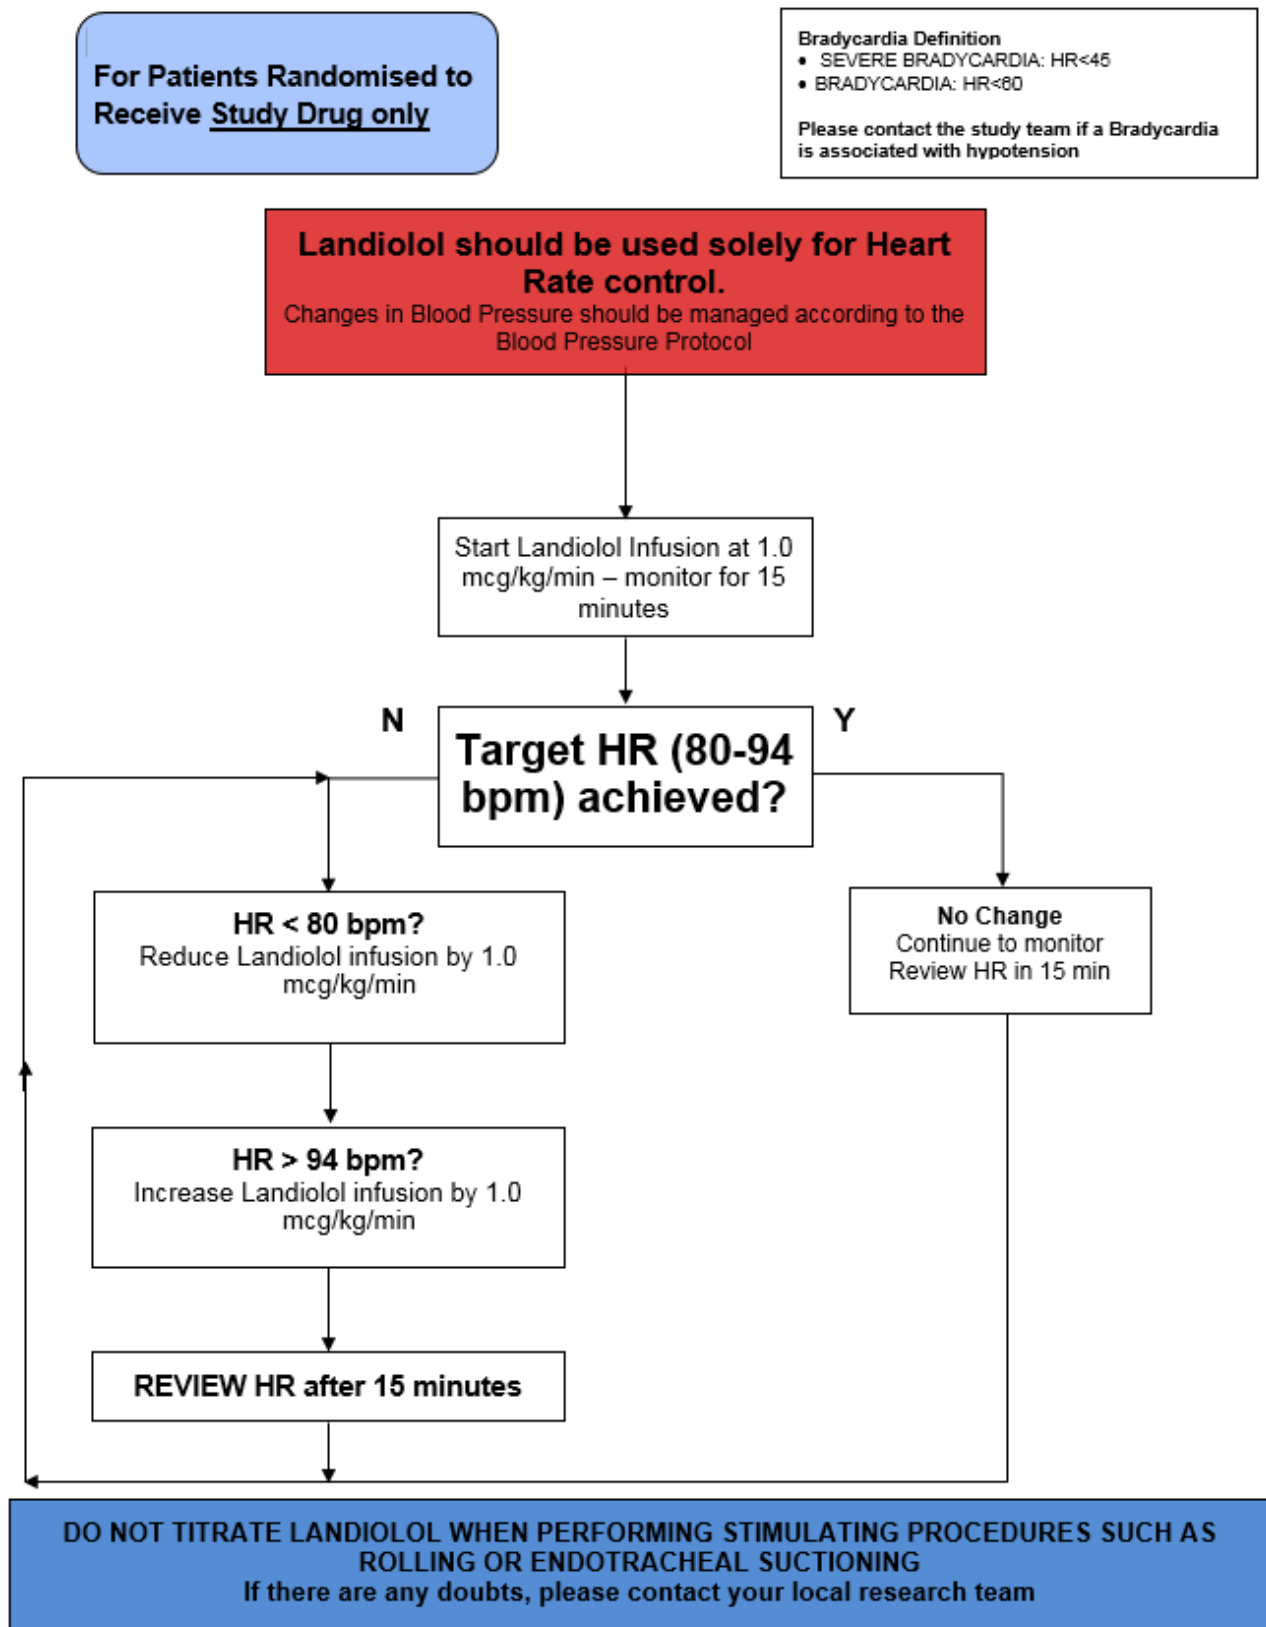 For Patients Randomised to
Receive Study Drug only
Bradycardia Definition
• SEVERE BRADYCARDIA: HR<45
• BRADYCARDIA: HR<60
Please contact the study team if a Bradycardia
is associated with hypotension
Landiolol should be used solely for Heart
Rate control.
Changes in Blood Pressure should be managed according to the
Blood Pressure Protocol
Start Landiolol Infusion at 1.0
mcg/kg/min – monitor for 15
minutes
N
Y
Target HR (80-94
bpm) achieved?
HR < 80 bpm?
Reduce Landiolol infusion by 1.0
mcg/kg/min
No Change
Continue to monitor
Review HR in 15 min
HR > 94 bpm?
Increase Landiolol infusion by 1.0
mcg/kg/min
REVIEW HR after 15 minutes
DO NOT TITRATE LANDIOLOL WHEN PERFORMING STIMULATING PROCEDURES SUCH AS
ROLLING OR ENDOTRACHEAL SUCTIONING
If there are any doubts, please contact your local research team